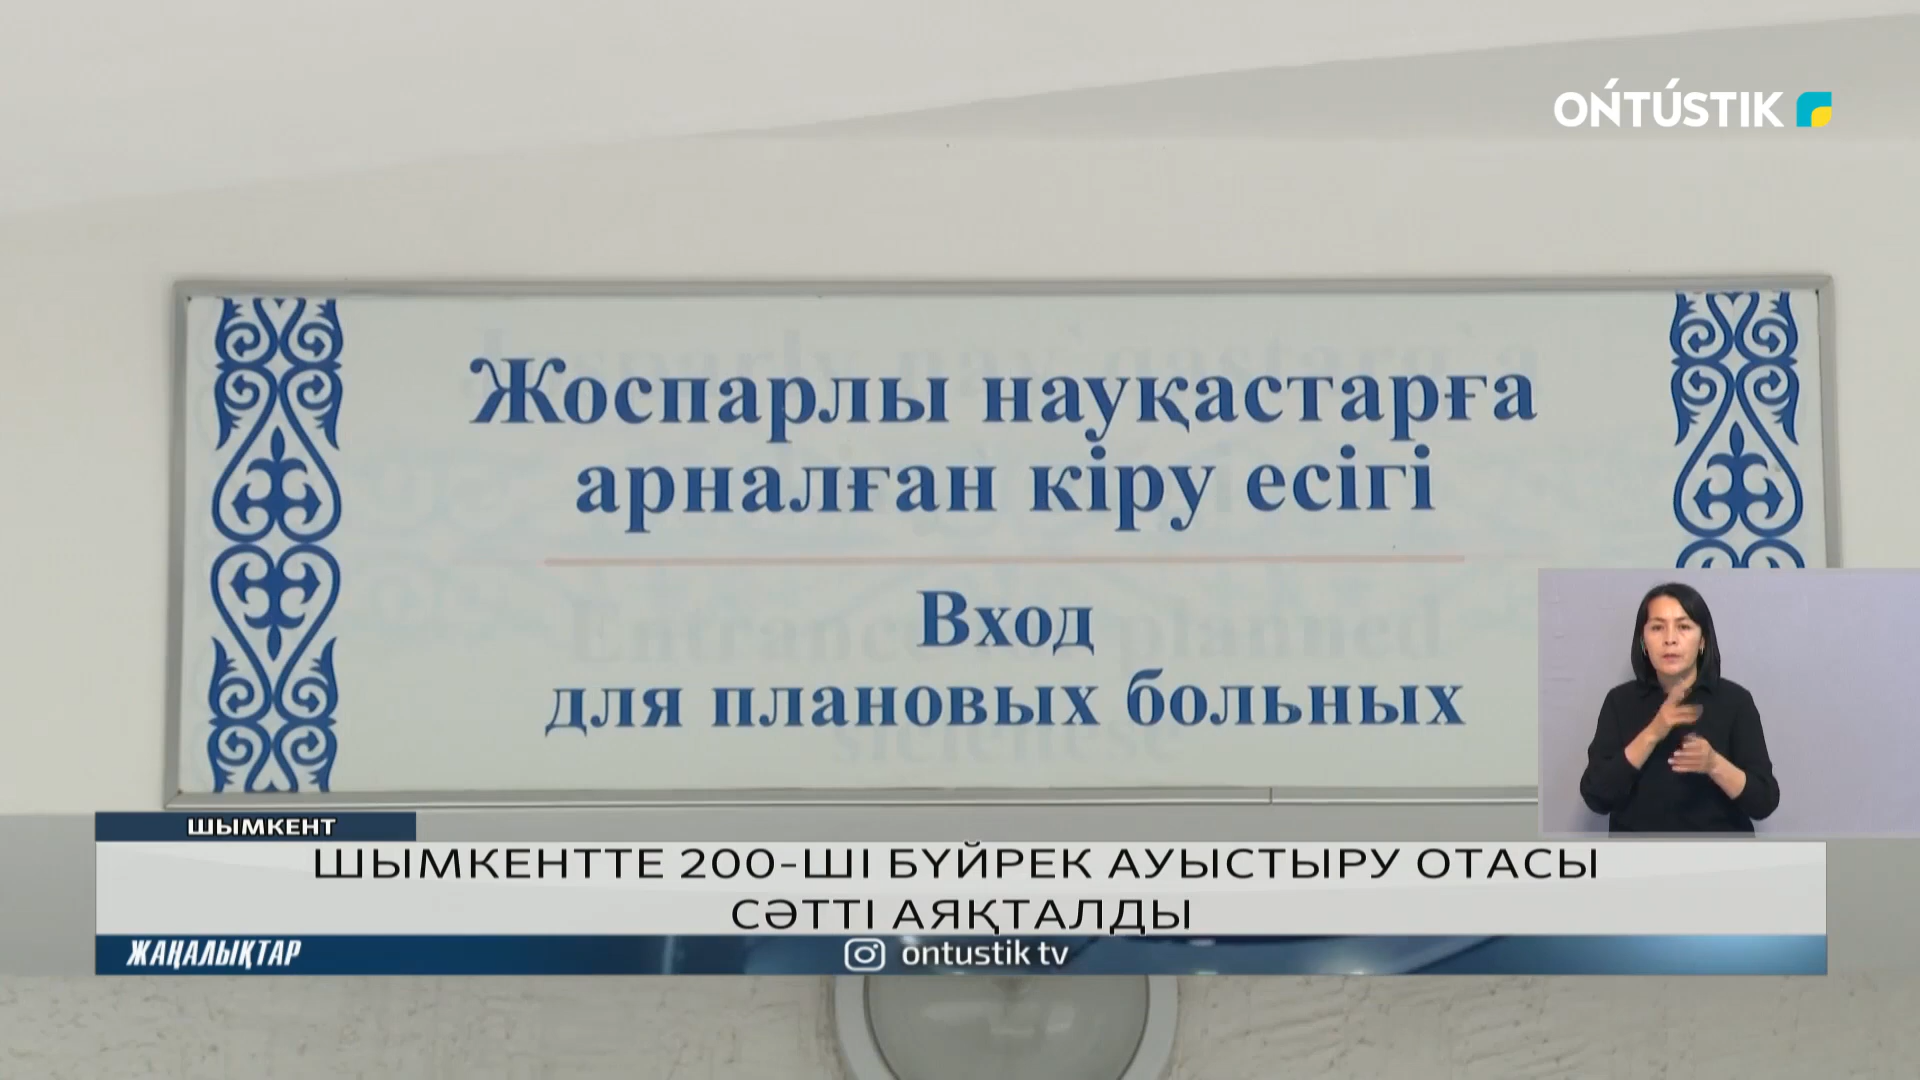 OŃTÚSTIK
Жоспарлы науқастарға
арналған кіру есігі
Вход
для плановых больных
ШЫМКЕНТ
ШЫМКЕНТТЕ 200-ШІ БҮЙРЕК АУЫСТЫРУ ОТАСЫ
СӘТТІ АЯҚТАЛДЫ
ЖАҢАЛЫҚТАР
ontustik tv